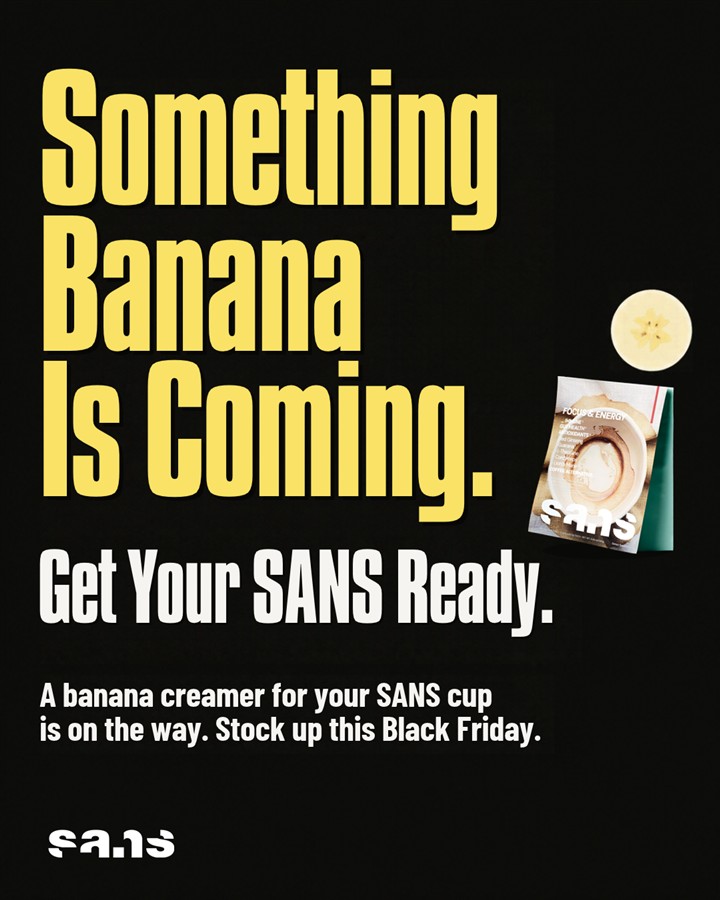 Something
Banana
Is Coming.
FOCUS & ENERGY
sans
Get Your SANS Ready.
A banana creamer for your SANS cup
is on the way. Stock up this Black Friday.
sans